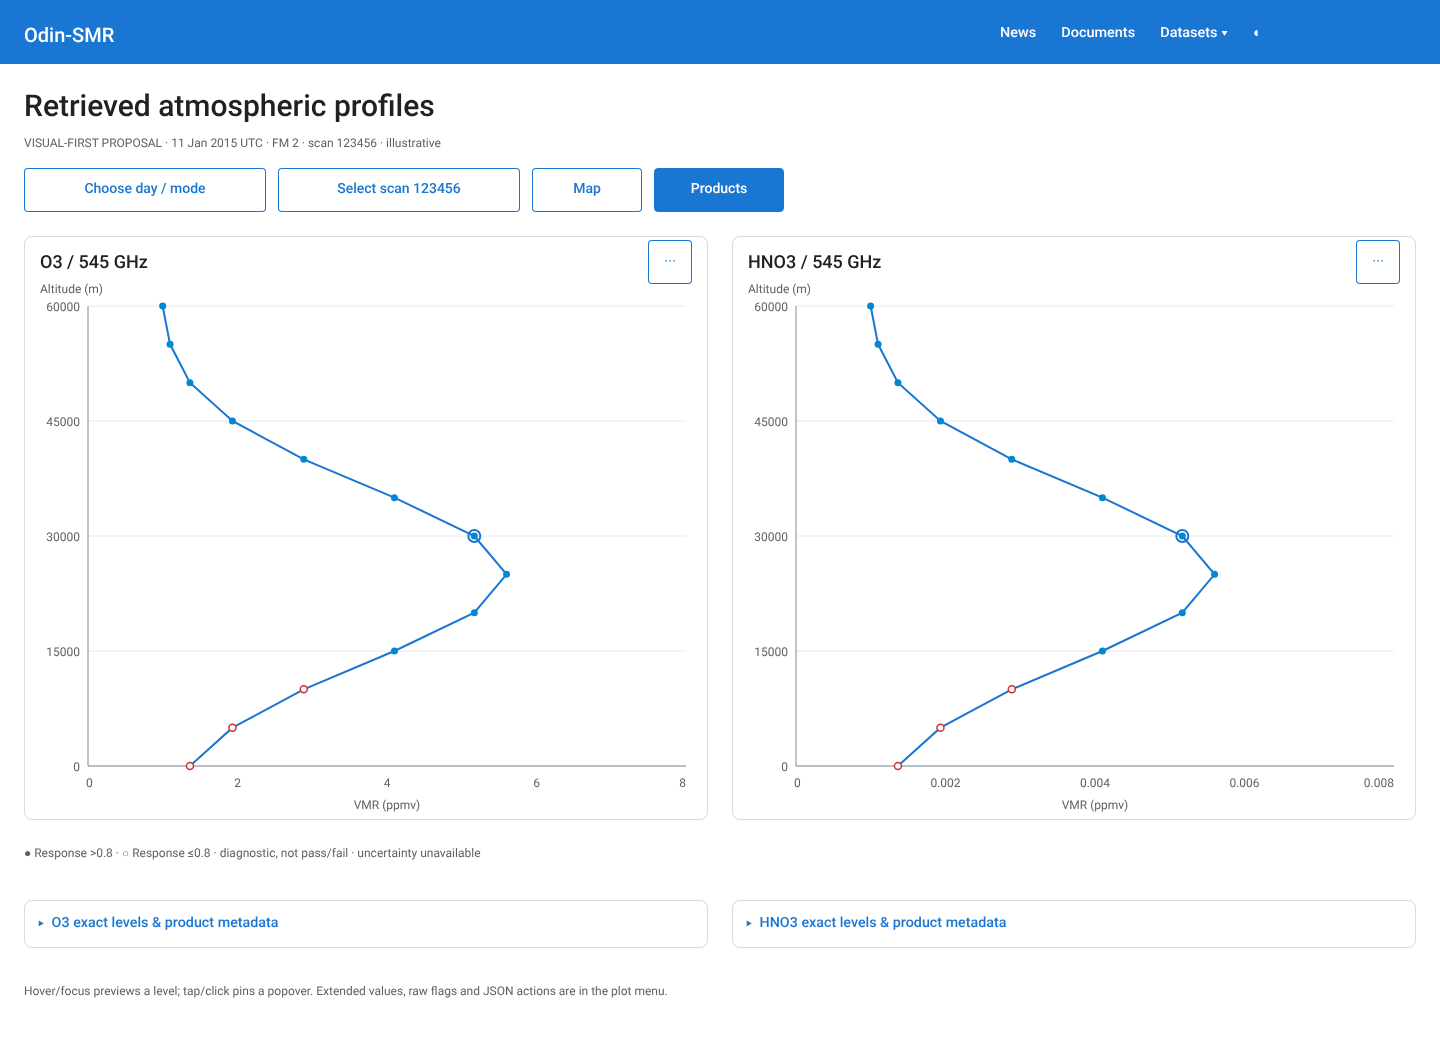 Odin-SMR
News Documents Datasets ▾
Retrieved atmospheric profiles
VISUAL-FIRST PROPOSAL · 11 Jan 2015 UTC · FM 2 · scan 123456 · illustrative
Choose day / mode
Select scan 123456
Map
Products
O3 / 545 GHz
...
Altitude (m)
60000
45000
30000
15000
0
0 2 4 6 8
VMR (ppmv)
HNO3 / 545 GHz
...
Altitude (m)
60000
45000
30000
15000
0
0 0.002 0.004 0.006 0.008
VMR (ppmv)
● Response >0.8 · ○ Response ≤0.8 · diagnostic, not pass/fail · uncertainty unavailable
▸ O3 exact levels & product metadata
▸ HNO3 exact levels & product metadata
Hover/focus previews a level; tap/click pins a popover. Extended values, raw flags and JSON actions are in the plot menu.